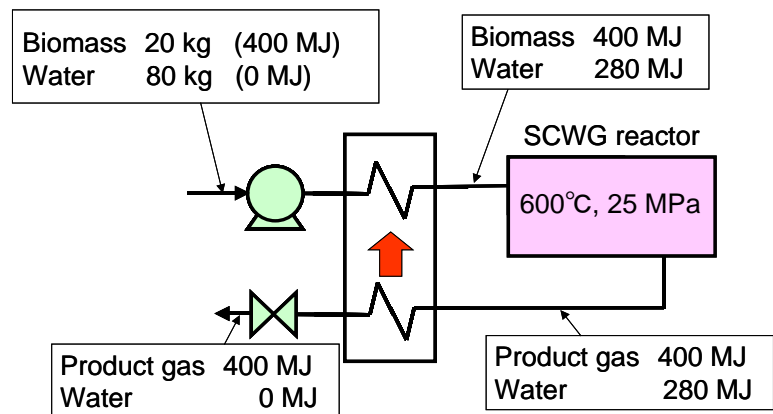 Biomass 20 kg (400 MJ)
Water 80 kg (0 MJ)
Biomass 400 MJ
Water 280 MJ
SCWG reactor
600℃, 25 MPa
Product gas 400 MJ
Water 0 MJ
Product gas 400 MJ
Water 280 MJ